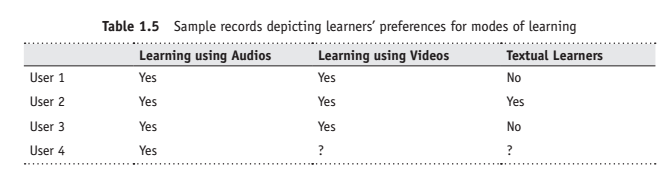 Table 1.5 Sample records depicting learners' preferences for modes of learning
Learning using Audios Learning using Videos Textual Learners
User 1 Yes Yes No
User 2 Yes Yes Yes
User 3 Yes Yes No
User 4 Yes ? ?